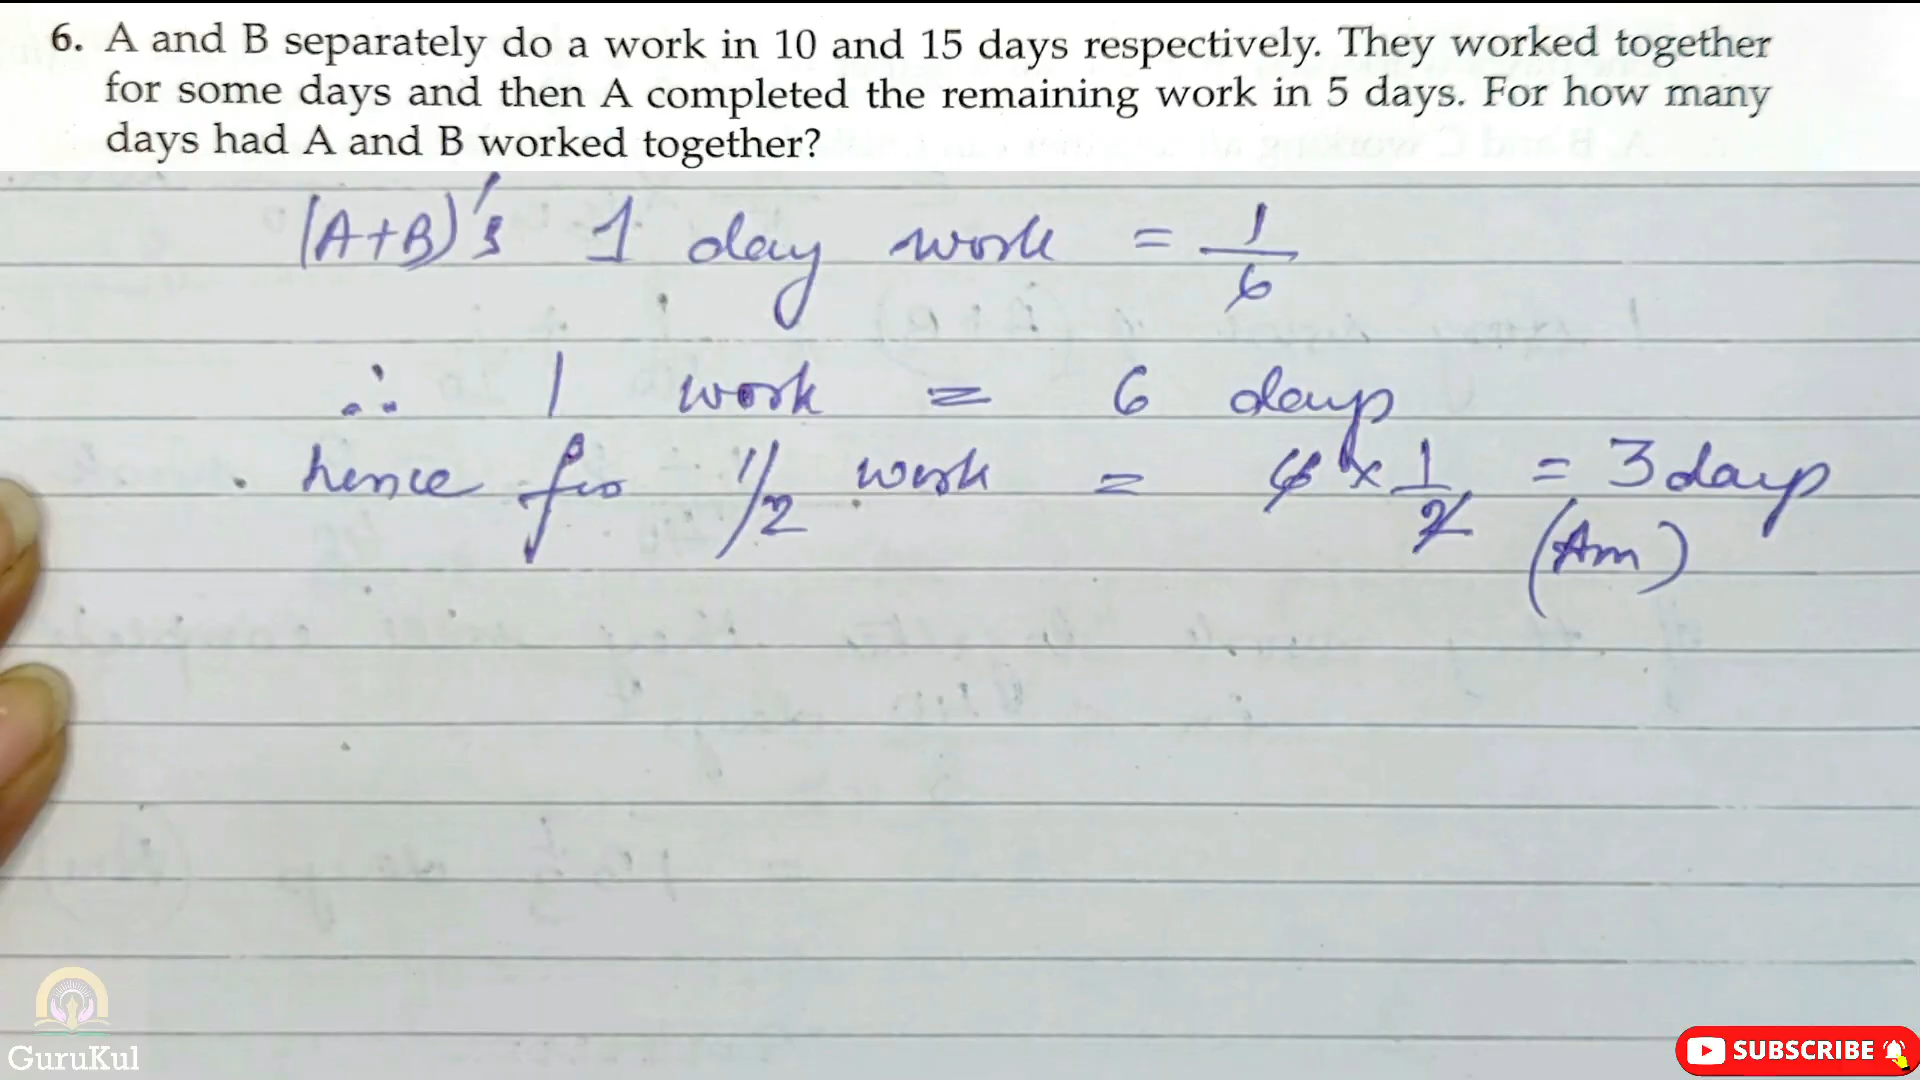 6. A and B separately do a work in 10 and 15 days respectively. They worked together
for some days and then A completed the remaining work in 5 days. For how many
days had A and B worked together?
(A+B)'s 1 day work = 1/6
∴ 1 work = 6 days
hence for 1/2 work = 6 × 1/2 = 3 days
(Ans)
GuruKul
SUBSCRIBE